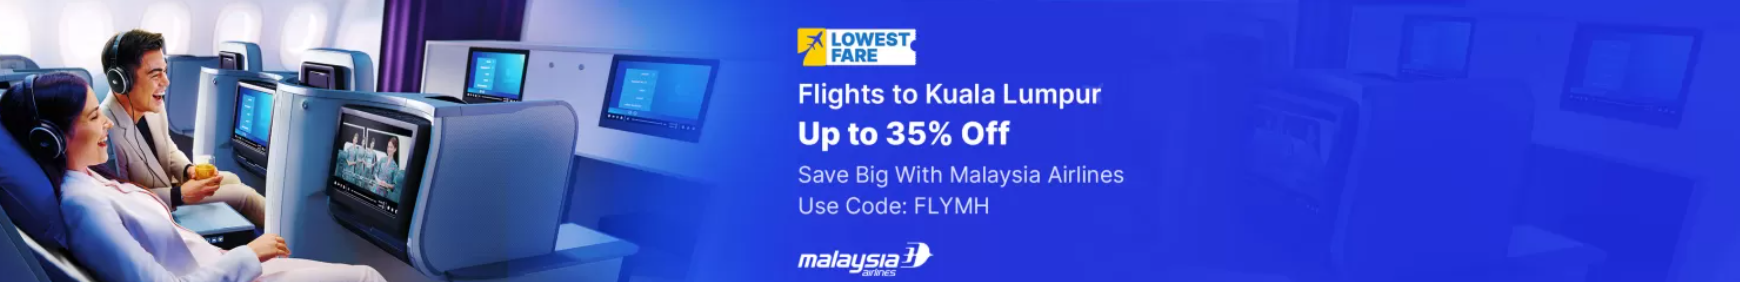 LOWEST
FARE
Flights to Kuala Lumpur
Up to 35% Off
Save Big With Malaysia Airlines
Use Code: FLYMH
malaysia
airlines